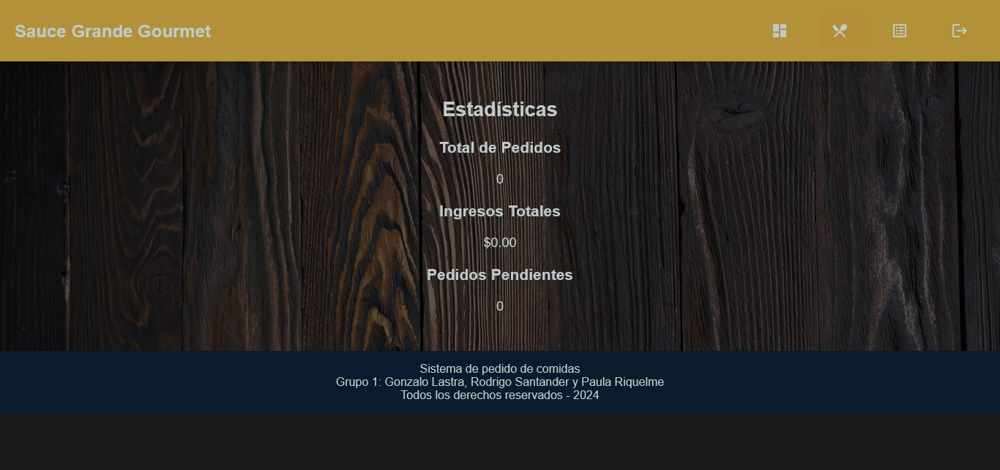 Sauce Grande Gourmet
Estadísticas
Total de Pedidos
0
Ingresos Totales
$0.00
Pedidos Pendientes
0
Sistema de pedido de comidas
Grupo 1: Gonzalo Lastra, Rodrigo Santander y Paula Riquelme
Todos los derechos reservados - 2024